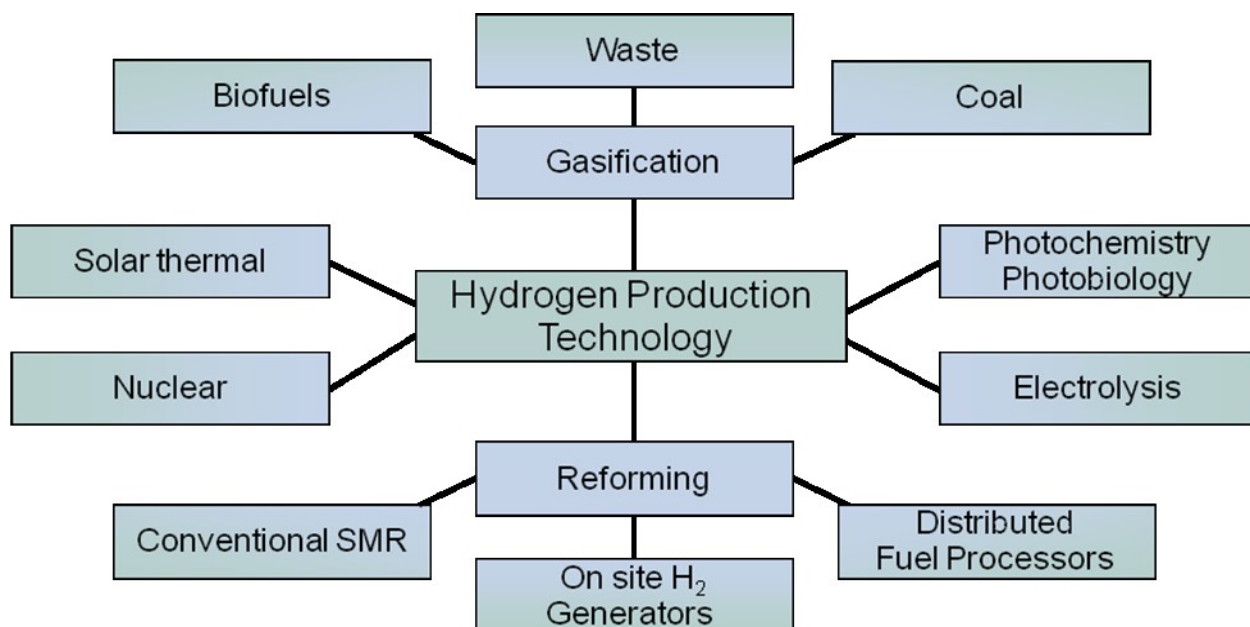 Waste
Biofuels
Coal
Gasification
Solar thermal
Photochemistry
Photobiology
Hydrogen Production
Technology
Nuclear
Electrolysis
Reforming
Conventional SMR
Distributed
Fuel Processors
On site H₂
Generators